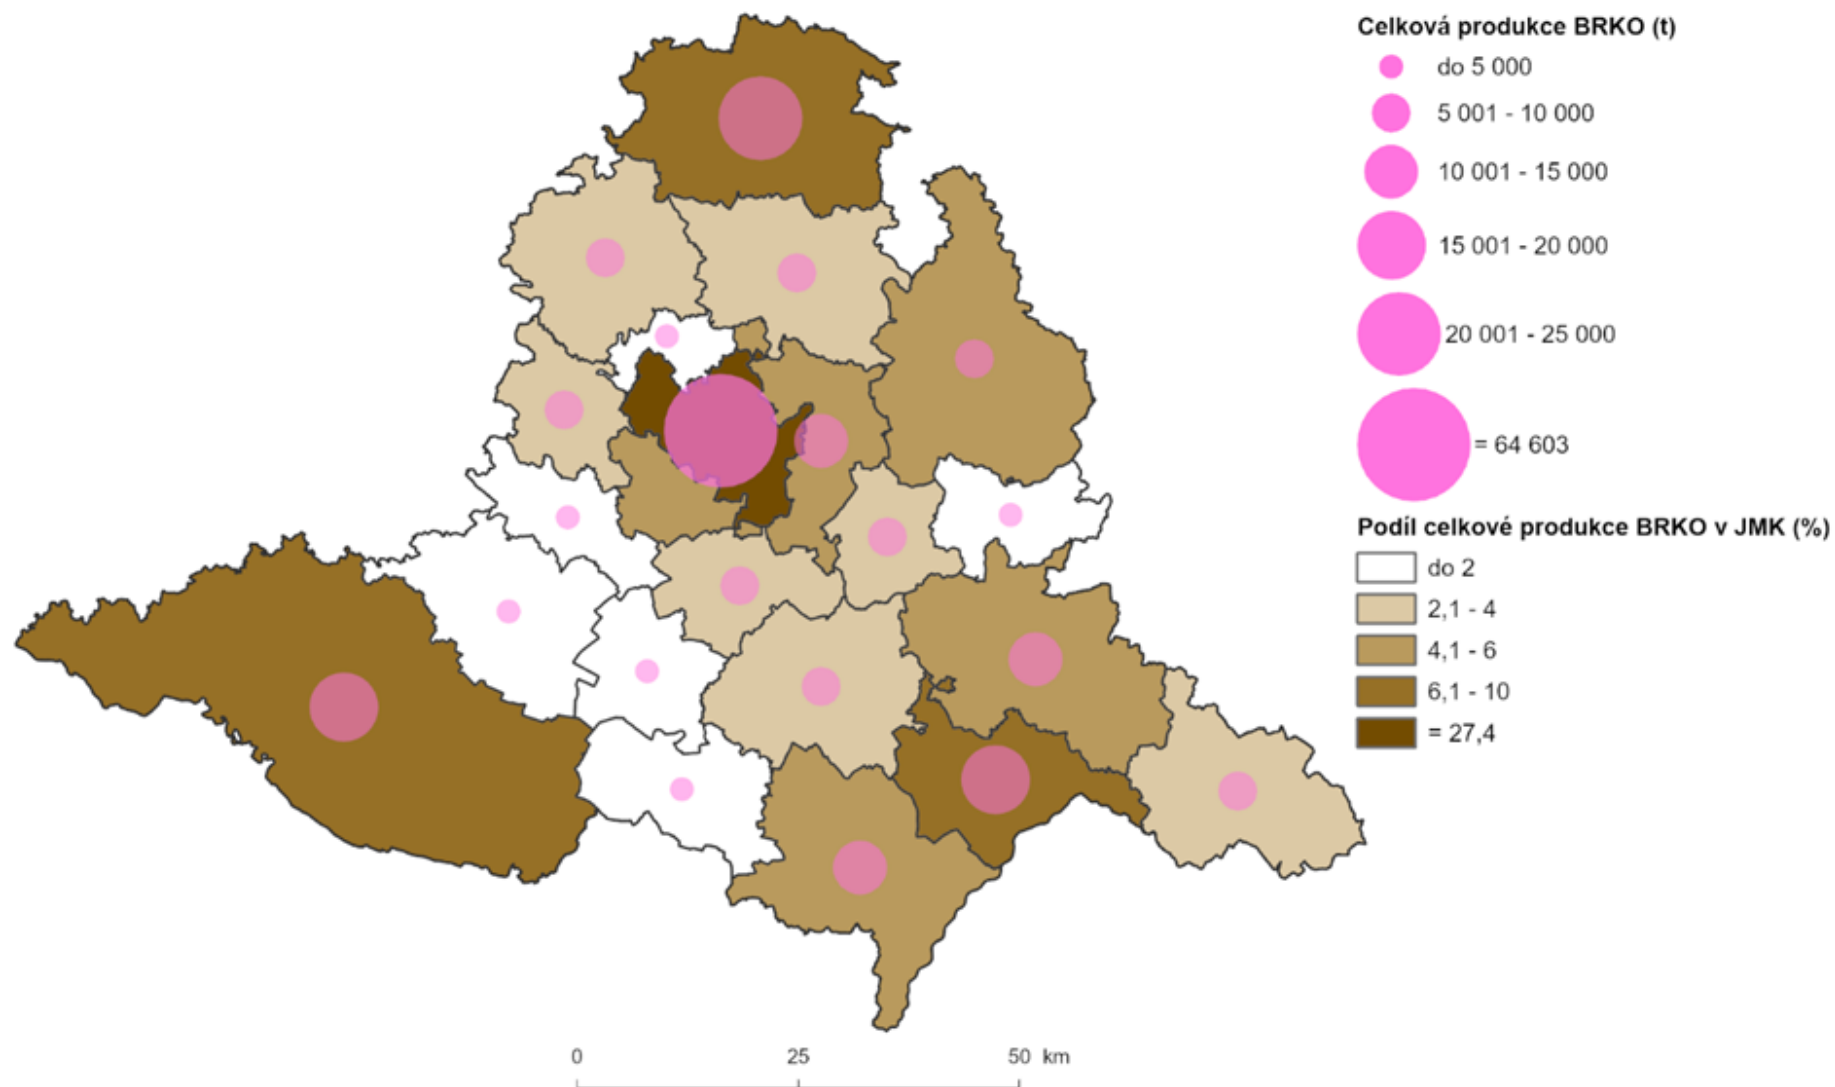 Celková produkce BRKO (t)
do 5 000
5 001 - 10 000
10 001 - 15 000
15 001 - 20 000
20 001 - 25 000
= 64 603
Podíl celkové produkce BRKO v JMK (%)
do 2
2,1 - 4
4,1 - 6
6,1 - 10
= 27,4
0 25 50 km